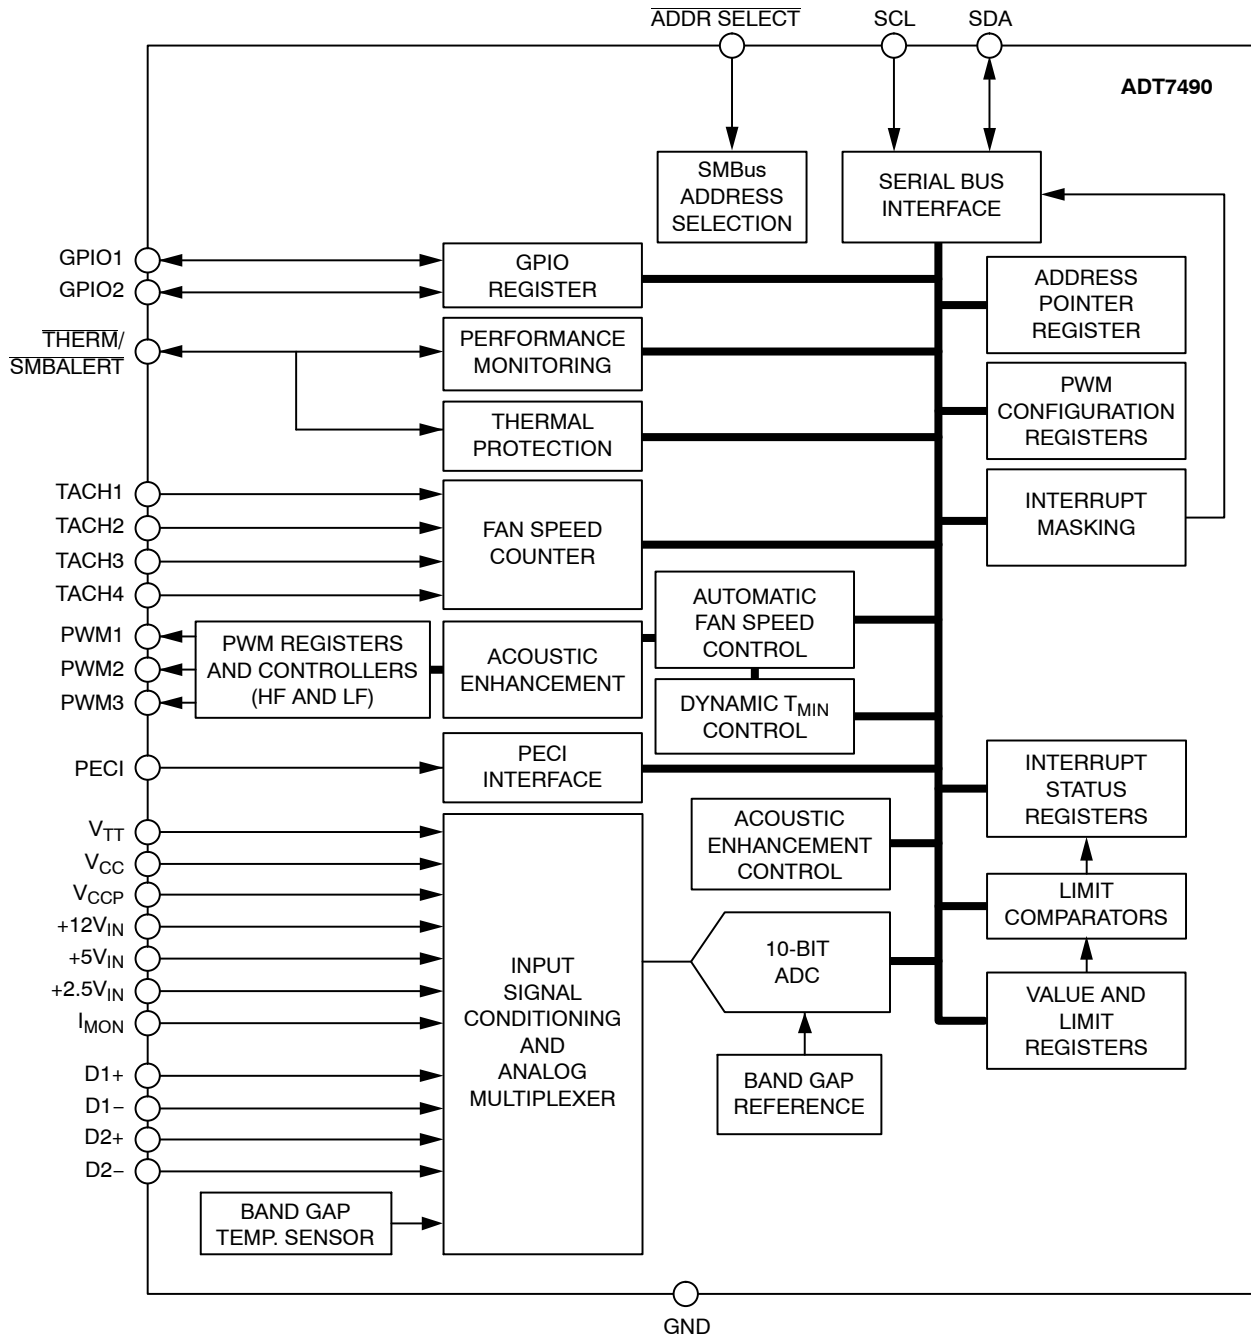 ADDR SELECT
SCL
SDA
ADT7490
SMBus
ADDRESS
SELECTION
SERIAL BUS
INTERFACE
GPIO1
GPIO2
GPIO
REGISTER
ADDRESS
POINTER
REGISTER
THERM/
SMBALERT
PERFORMANCE
MONITORING
PWM
CONFIGURATION
REGISTERS
THERMAL
PROTECTION
TACH1
TACH2
TACH3
TACH4
FAN SPEED
COUNTER
INTERRUPT
MASKING
AUTOMATIC
FAN SPEED
CONTROL
PWM1
PWM2
PWM3
PWM REGISTERS
AND CONTROLLERS
(HF AND LF)
ACOUSTIC
ENHANCEMENT
DYNAMIC TMIN
CONTROL
PECI
PECI
INTERFACE
INTERRUPT
STATUS
REGISTERS
VTT
VCC
VCCP
+12VIN
+5VIN
+2.5VIN
IMON
D1+
D1−
D2+
D2−
INPUT
SIGNAL
CONDITIONING
AND
ANALOG
MULTIPLEXER
ACOUSTIC
ENHANCEMENT
CONTROL
LIMIT
COMPARATORS
10-BIT
ADC
VALUE AND
LIMIT
REGISTERS
BAND GAP
REFERENCE
BAND GAP
TEMP. SENSOR
GND